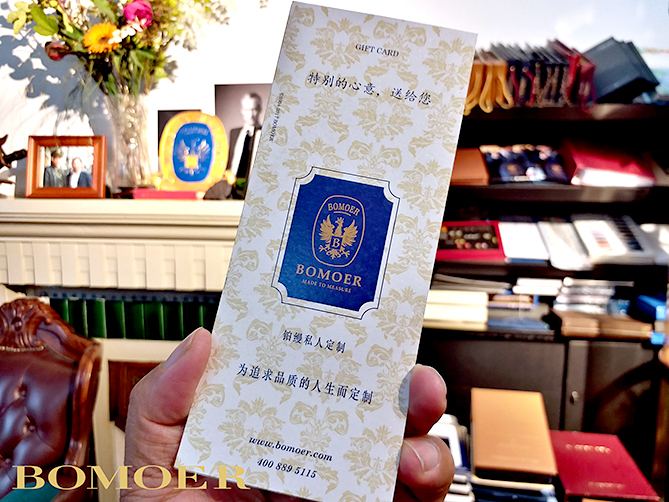 GIFT CARD
特别的心意，送给您
BOMOER
B
BOMOER
MADE TO MEASURE
铂缦私人定制
为追求品质的人生而定制
www.bomoer.com
400 889 5115
BOMOER